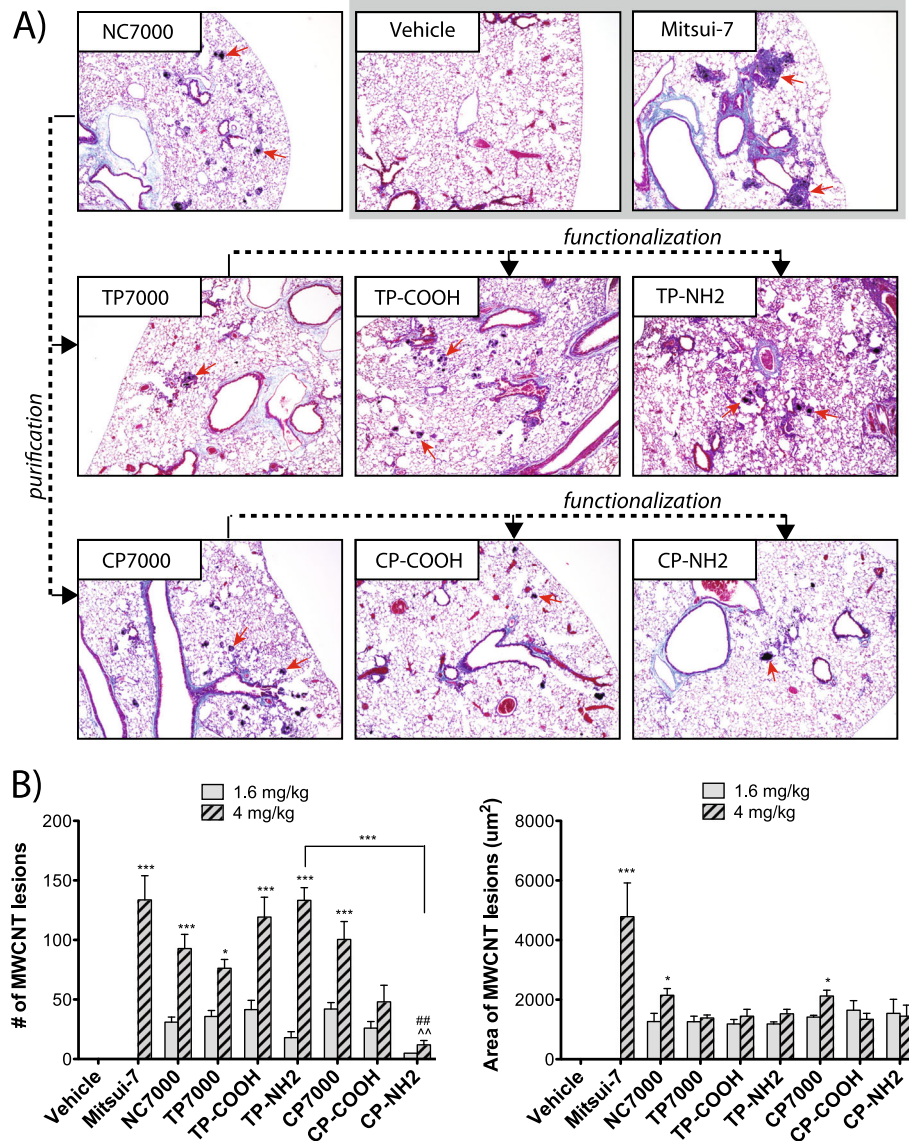 A)
NC7000
Vehicle
Mitsui-7
functionalization
TP7000
TP-COOH
TP-NH2
purification
functionalization
CP7000
CP-COOH
CP-NH2
B)
1.6 mg/kg
4 mg/kg
# of MWCNT lesions
200
150
100
50
0
***
***
*
***
***
***
***
##
^^
Vehicle
Mitsui-7
NC7000
TP7000
TP-COOH
TP-NH2
CP7000
CP-COOH
CP-NH2
1.6 mg/kg
4 mg/kg
Area of MWCNT lesions (um²)
8000
6000
4000
2000
0
***
*
*
Vehicle
Mitsui-7
NC7000
TP7000
TP-COOH
TP-NH2
CP7000
CP-COOH
CP-NH2